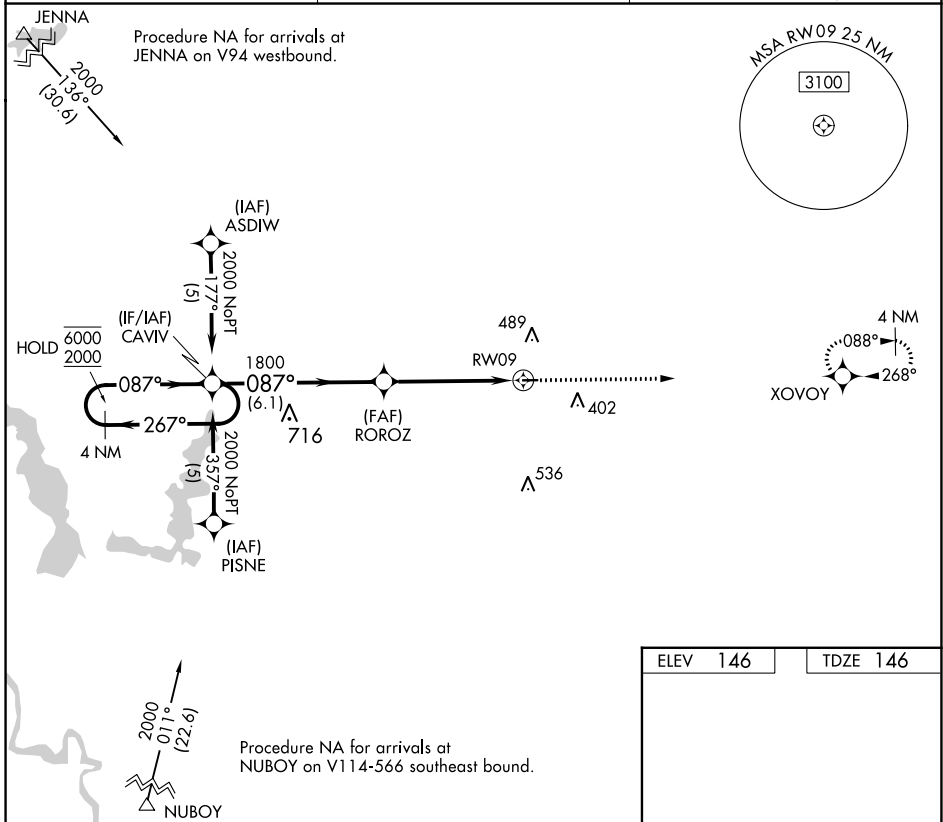 JENNA
Procedure NA for arrivals at
JENNA on V94 westbound.
2000
136°
(30.6)
MSA RW09 25 NM
3100
(IAF)
ASDIW
2000 NoPT
177°
(5)
(IF/IAF)
CAVIV
HOLD
6000
2000
087°
267°
4 NM
1800
087°
(6.1)
716
(FAF)
ROROZ
489
RW09
402
536
4 NM
088°
268°
XOVOY
2000 NoPT
357°
(5)
(IAF)
PISNE
2000
011°
(22.6)
NUBOY
Procedure NA for arrivals at
NUBOY on V114-566 southeast bound.
ELEV 146
TDZE 146